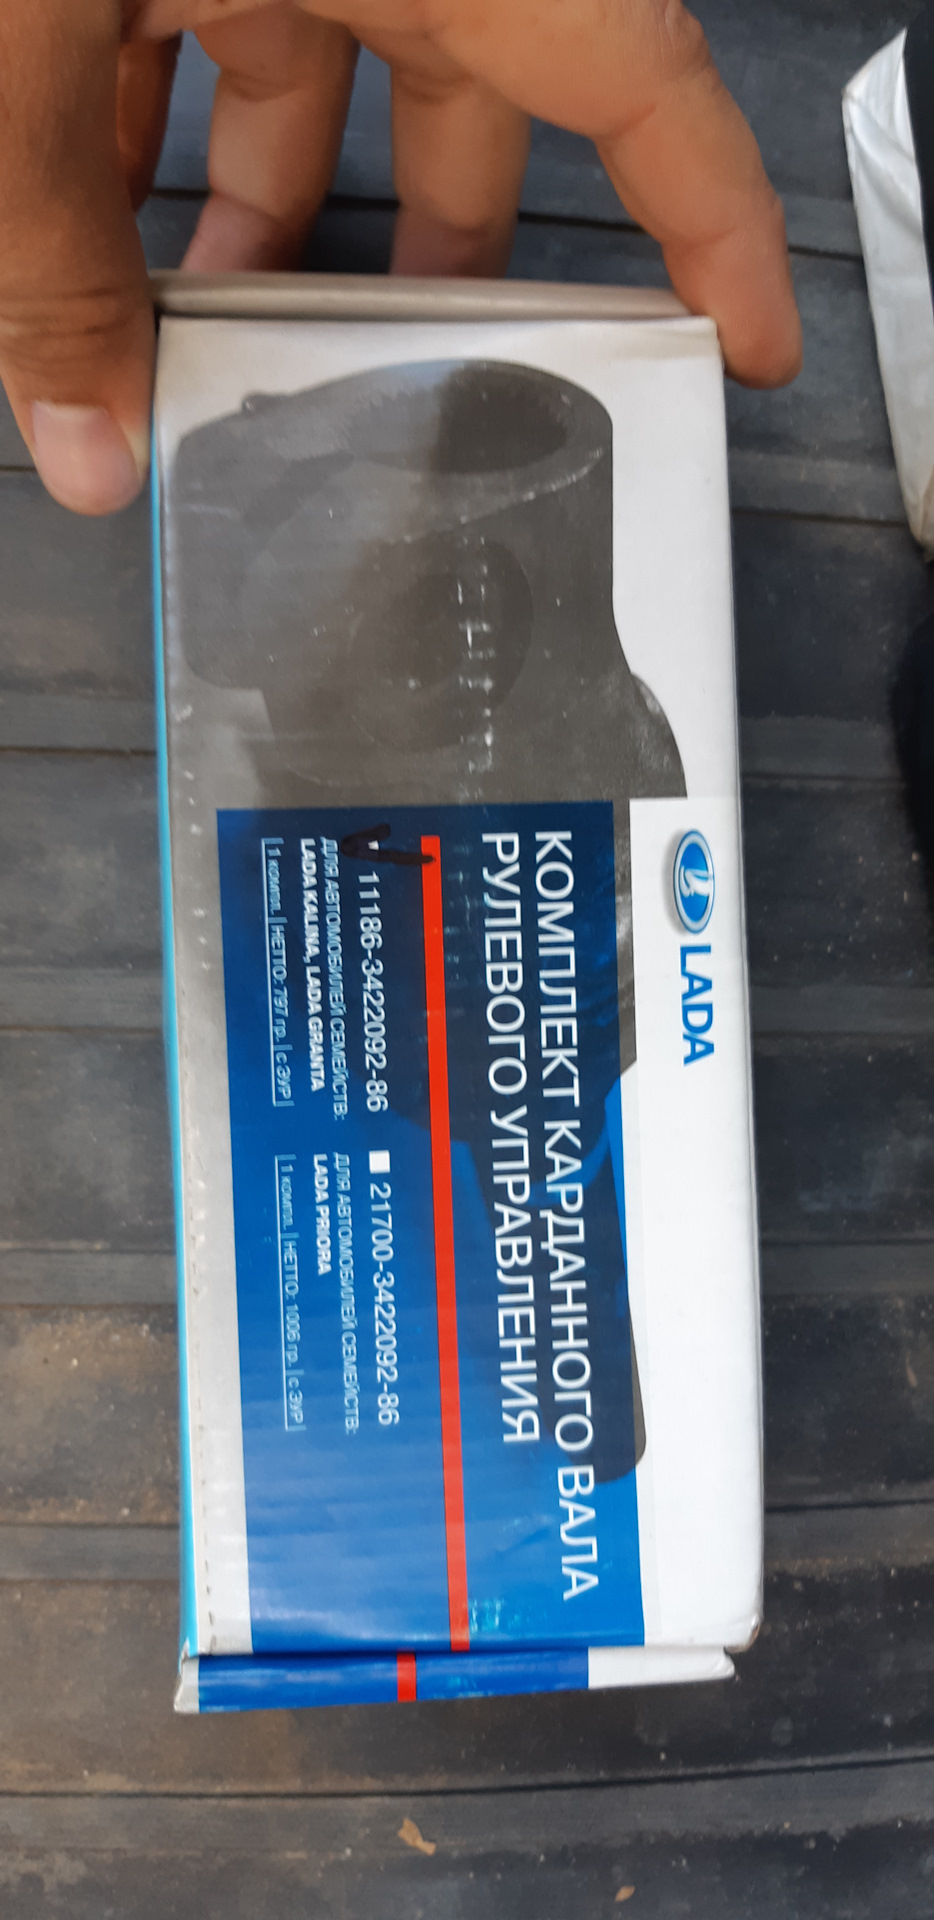 LADA
КОМПЛЕКТ КАРДАННОГО ВАЛА
РУЛЕВОГО УПРАВЛЕНИЯ
11186-3422092-86
ДЛЯ АВТОМОБИЛЕЙ СЕМЕЙСТВ:
LADA KALINA, LADA GRANTA
1 компл. | НЕТТО: 797 гр. | с ЭУР
21700-3422092-86
ДЛЯ АВТОМОБИЛЕЙ СЕМЕЙСТВ:
LADA PRIORA
1 компл. | НЕТТО: 1006 гр. | с ЭУР